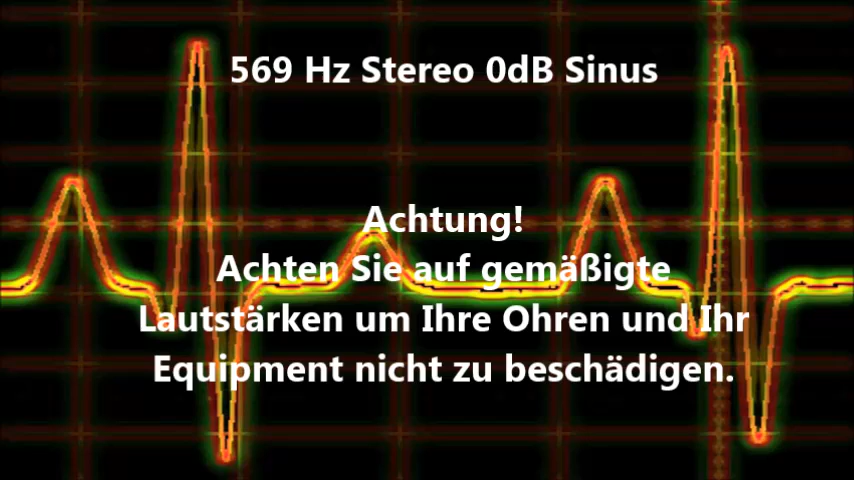 569 Hz Stereo 0dB Sinus
Achtung!
Achten Sie auf gemäßigte
Lautstärken um Ihre Ohren und Ihr
Equipment nicht zu beschädigen.